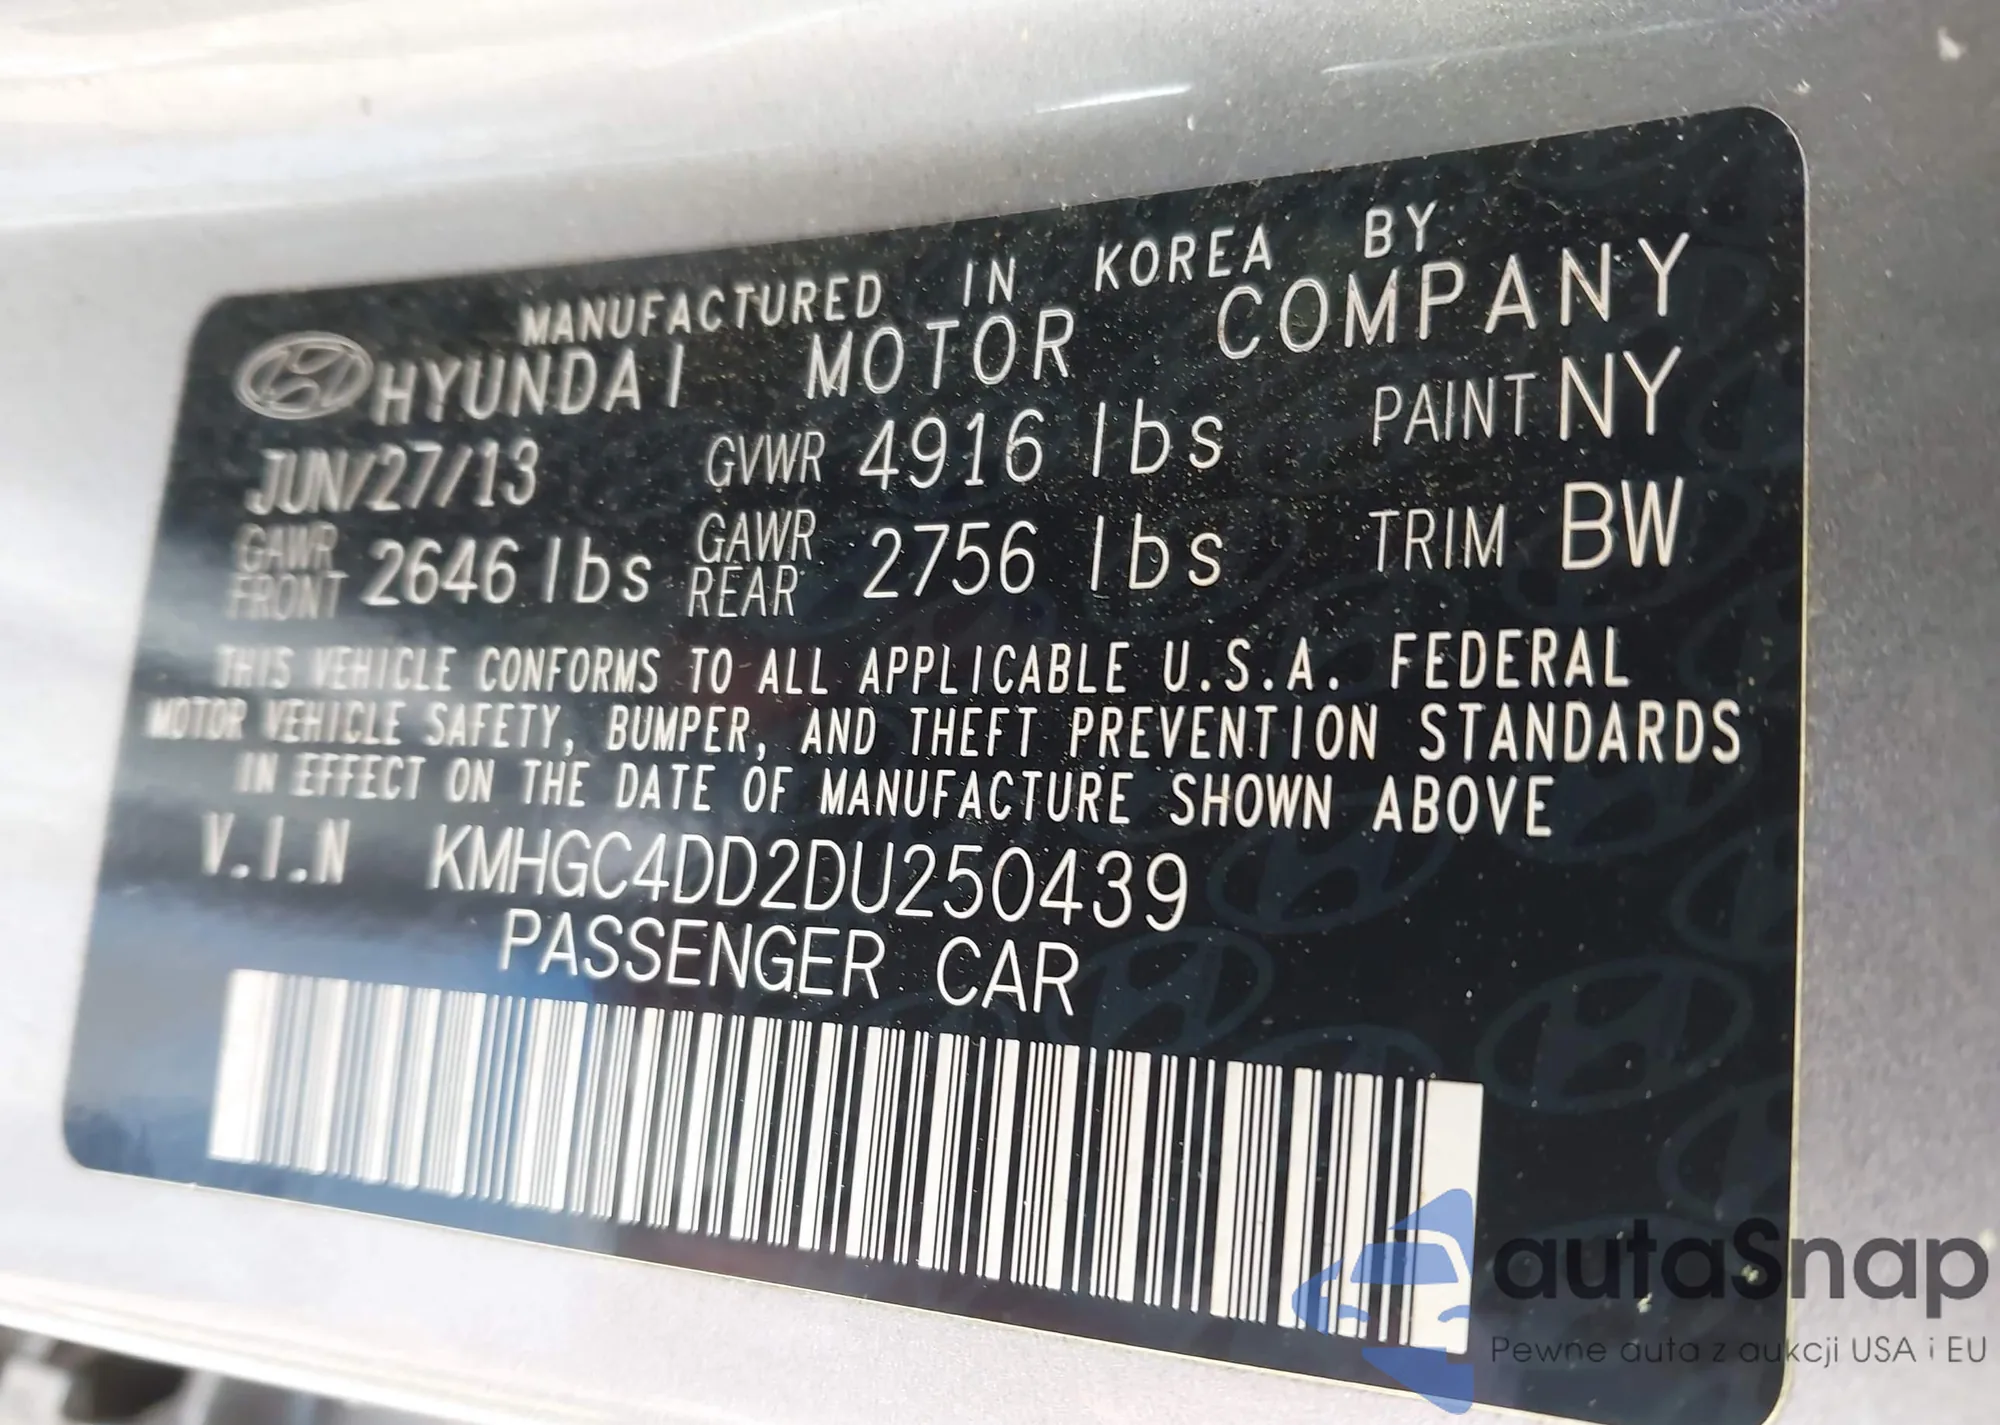 MANUFACTURED IN KOREA BY
HYUNDAI MOTOR COMPANY
JUN/27/13 GVWR 4916 lbs PAINT NY
GAWR FRONT 2646 lbs GAWR REAR 2756 lbs TRIM BW
THIS VEHICLE CONFORMS TO ALL APPLICABLE U.S.A. FEDERAL
MOTOR VEHICLE SAFETY, BUMPER, AND THEFT PREVENTION STANDARDS
IN EFFECT ON THE DATE OF MANUFACTURE SHOWN ABOVE
V.I.N KMHGC4DD2DU250439
PASSENGER CAR
autaSnap
Pewne auta z aukcji USA i EU